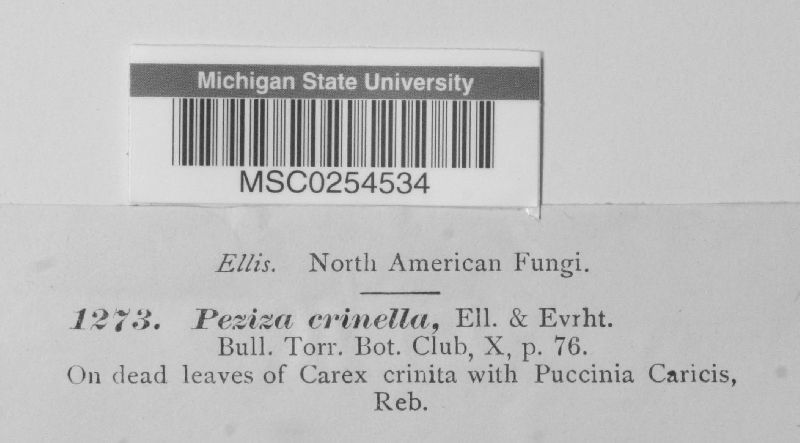 Michigan State University
MSC0254534
Ellis. North American Fungi.
1273. Peziza crinella, Ell. & Evrht.
Bull. Torr. Bot. Club, X, p. 76.
On dead leaves of Carex crinita with Puccinia Caricis,
Reb.